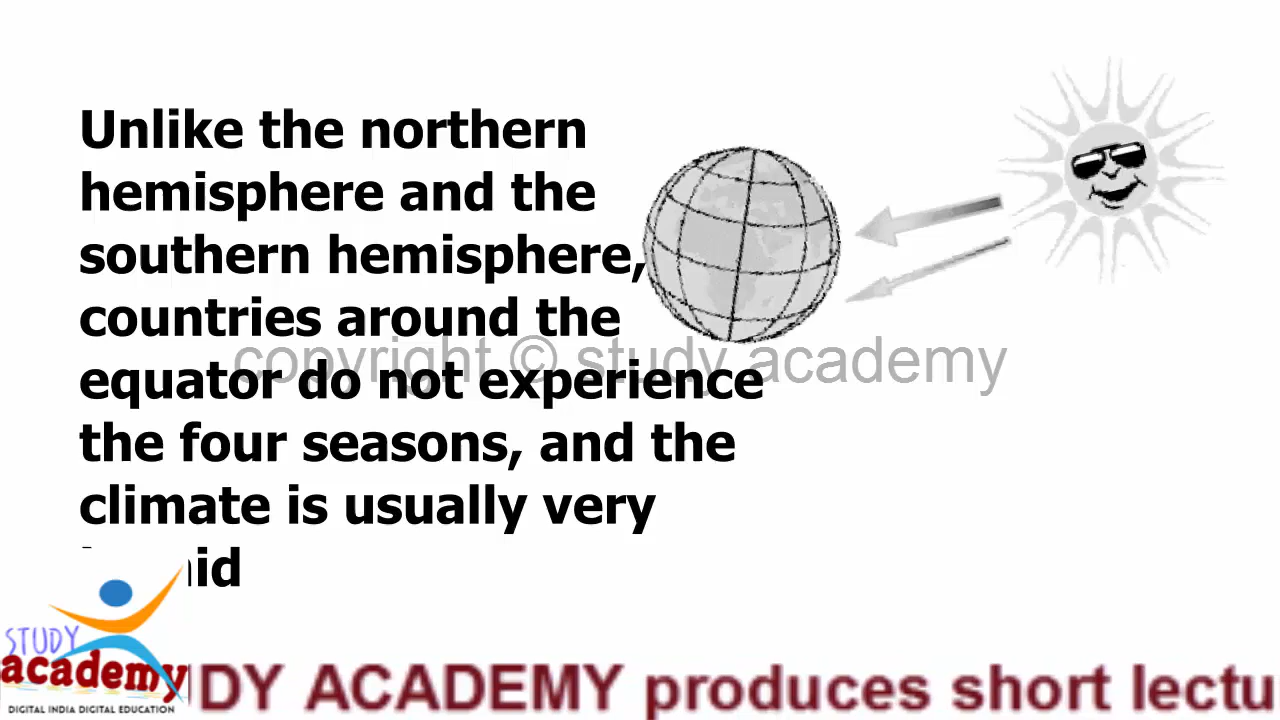 Unlike the northern
hemisphere and the
southern hemisphere,
countries around the
copyright © study academy
equator do not experience
the four seasons, and the
climate is usually very
STUDY
academy
DIGITAL INDIA DIGITAL EDUCATION
DY ACADEMY produces short lectu